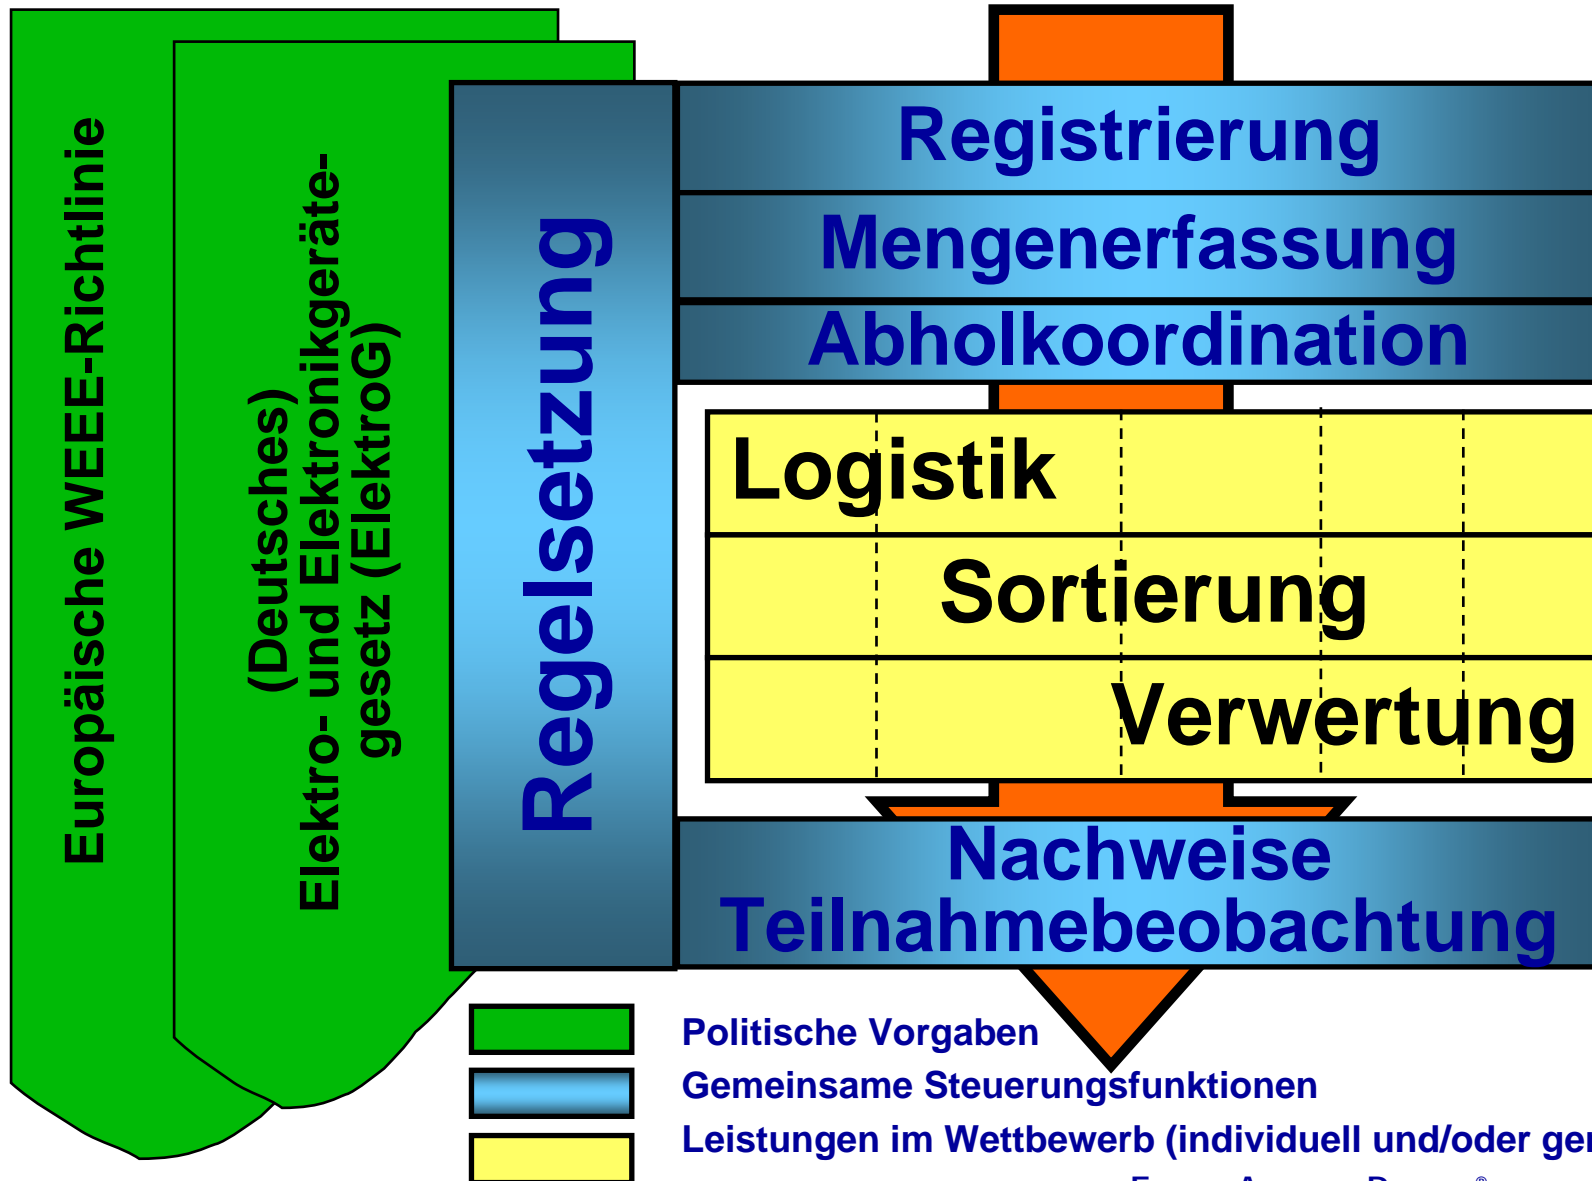 Europäische WEEE-Richtlinie
(Deutsches)
Elektro- und Elektronikgeräte-
gesetz (ElektroG)
Regelsetzung
Registrierung
Mengenerfassung
Abholkoordination
Logistik
Sortierung
Verwertung
Nachweise
Teilnahmebeobachtung
Politische Vorgaben
Gemeinsame Steuerungsfunktionen
Leistungen im Wettbewerb (individuell und/oder